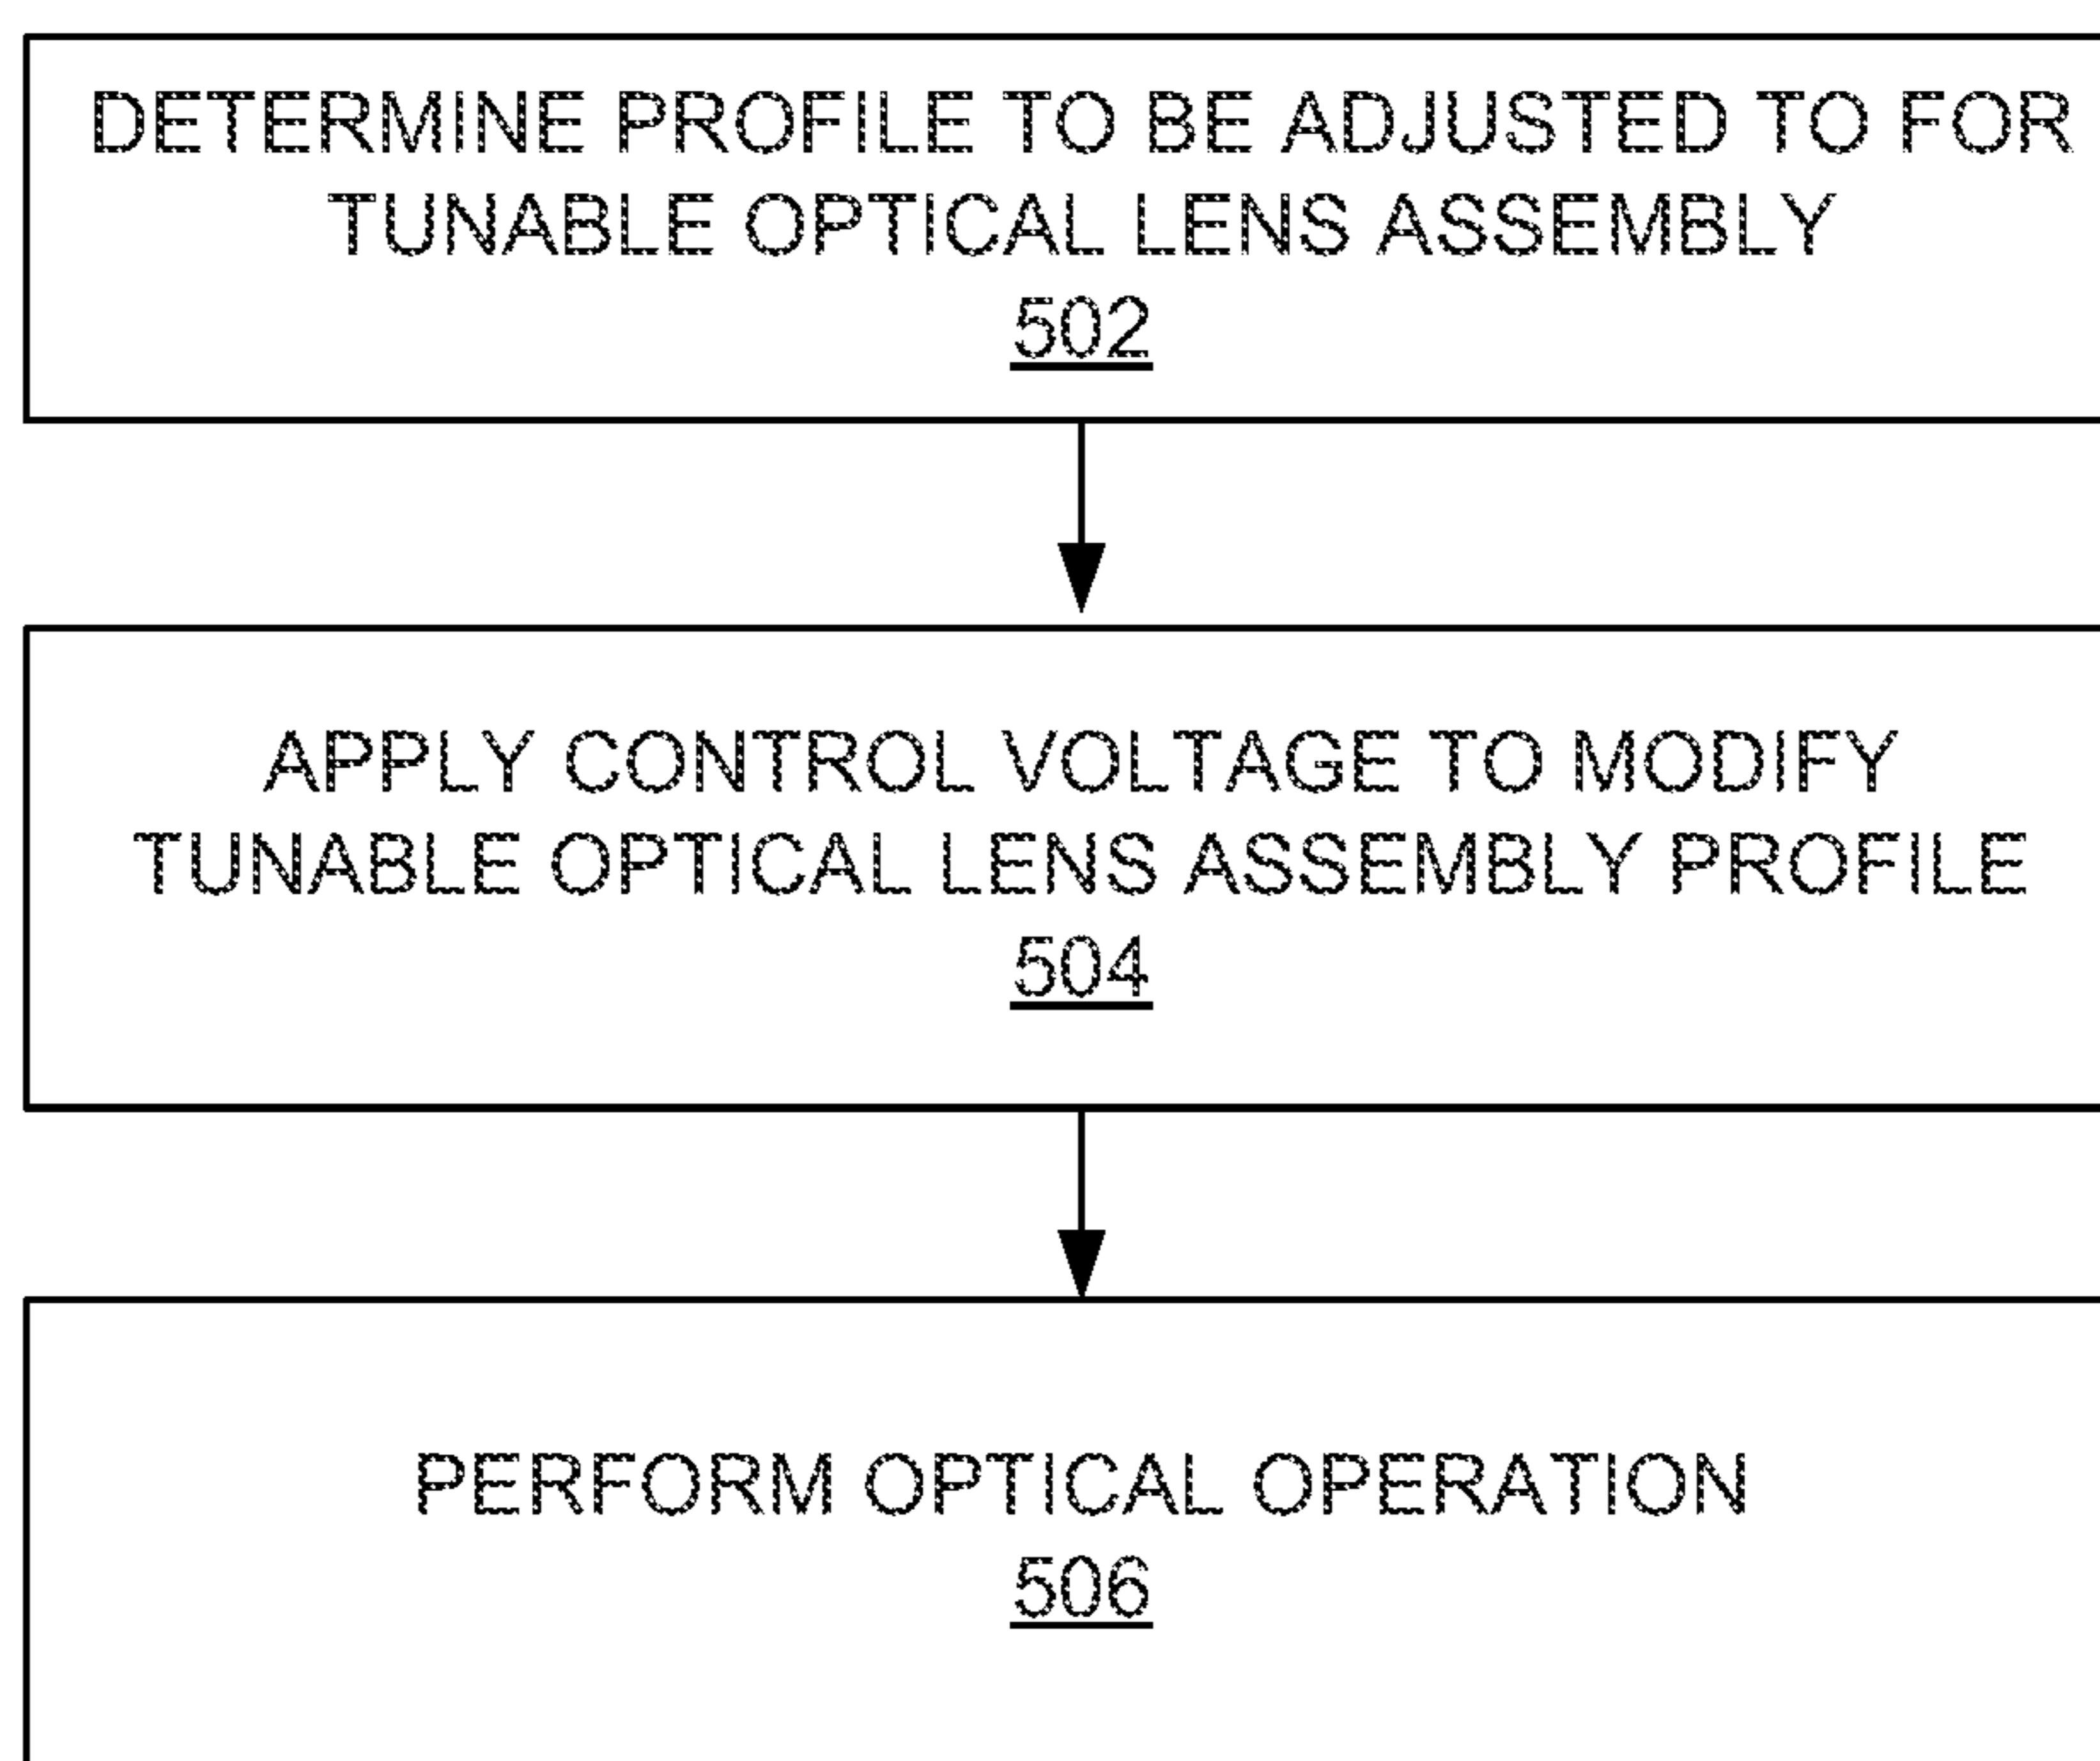 DETERMINE PROFILE TO BE ADJUSTED TO FOR
TUNABLE OPTICAL LENS ASSEMBLY
502
APPLY CONTROL VOLTAGE TO MODIFY
TUNABLE OPTICAL LENS ASSEMBLY PROFILE
504
PERFORM OPTICAL OPERATION
506